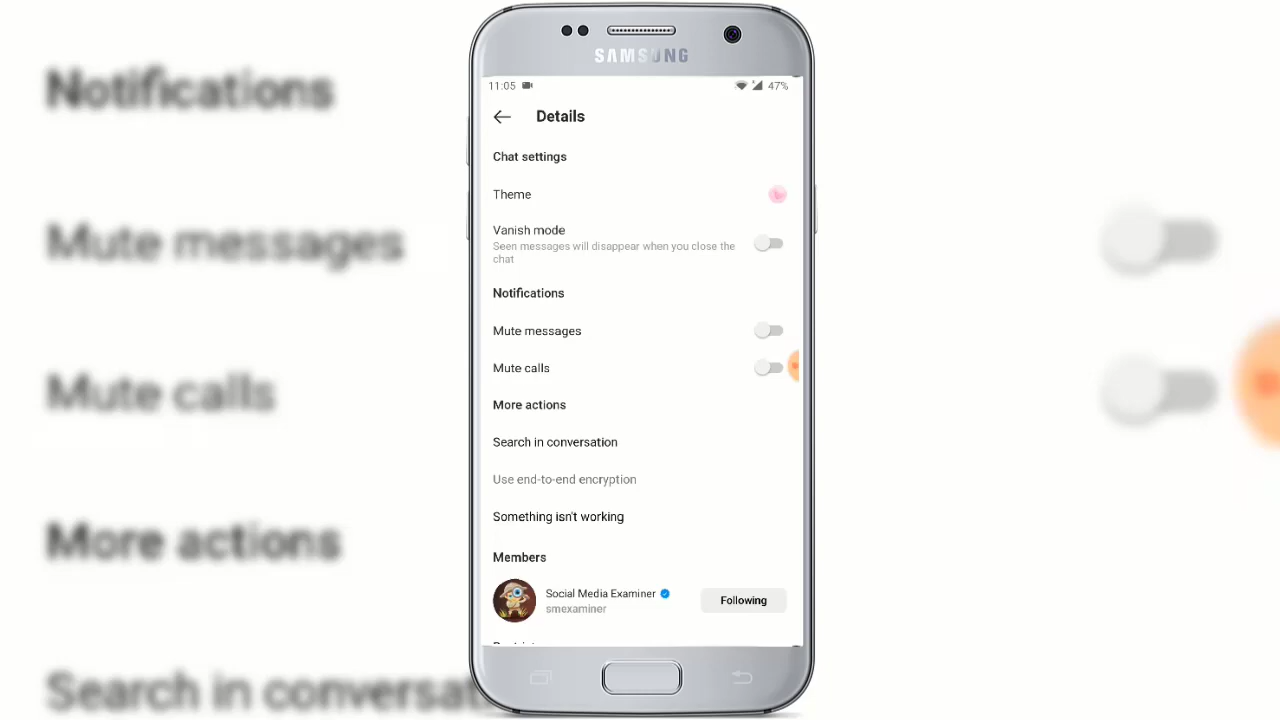 Notifications
Mute messages
Mute calls
More actions
Search in conversat
SAMSUNG
11:05
47%
Details
Chat settings
Theme
Vanish mode
Seen messages will disappear when you close the
chat
Notifications
Mute messages
Mute calls
More actions
Search in conversation
Use end-to-end encryption
Something isn't working
Members
Social Media Examiner
smexaminer
Following